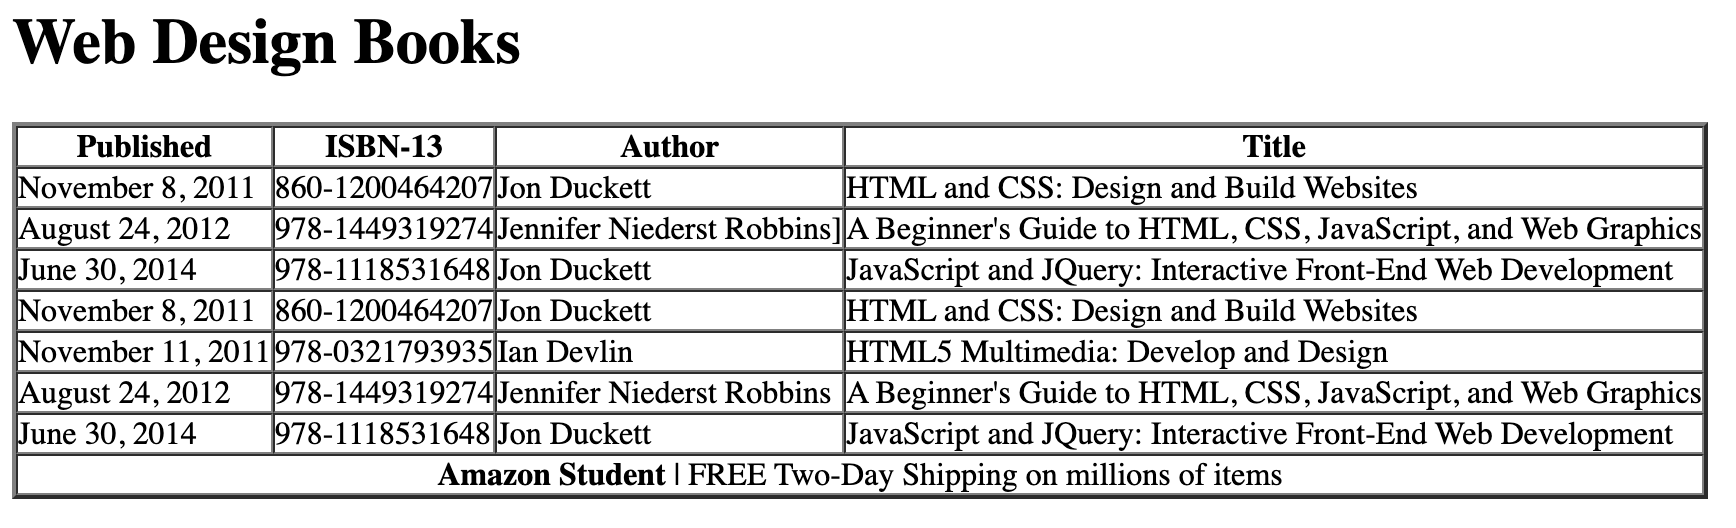 Web Design Books
Published ISBN-13 Author Title
November 8, 2011 860-1200464207 Jon Duckett HTML and CSS: Design and Build Websites
August 24, 2012 978-1449319274 Jennifer Niederst Robbins] A Beginner's Guide to HTML, CSS, JavaScript, and Web Graphics
June 30, 2014 978-1118531648 Jon Duckett JavaScript and JQuery: Interactive Front-End Web Development
November 8, 2011 860-1200464207 Jon Duckett HTML and CSS: Design and Build Websites
November 11, 2011 978-0321793935 Ian Devlin HTML5 Multimedia: Develop and Design
August 24, 2012 978-1449319274 Jennifer Niederst Robbins A Beginner's Guide to HTML, CSS, JavaScript, and Web Graphics
June 30, 2014 978-1118531648 Jon Duckett JavaScript and JQuery: Interactive Front-End Web Development
Amazon Student | FREE Two-Day Shipping on millions of items